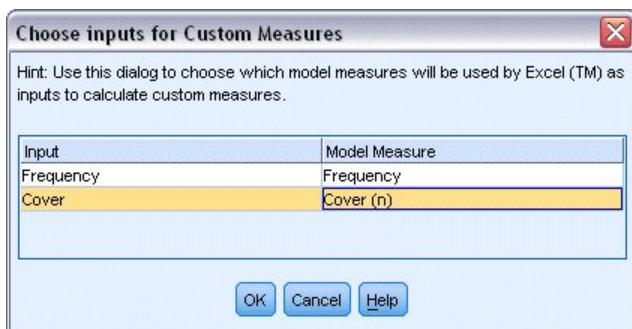 Choose inputs for Custom Measures
Hint: Use this dialog to choose which model measures will be used by Excel (TM) as
inputs to calculate custom measures.
Input Model Measure
Frequency Frequency
Cover Cover (n)
OK Cancel Help